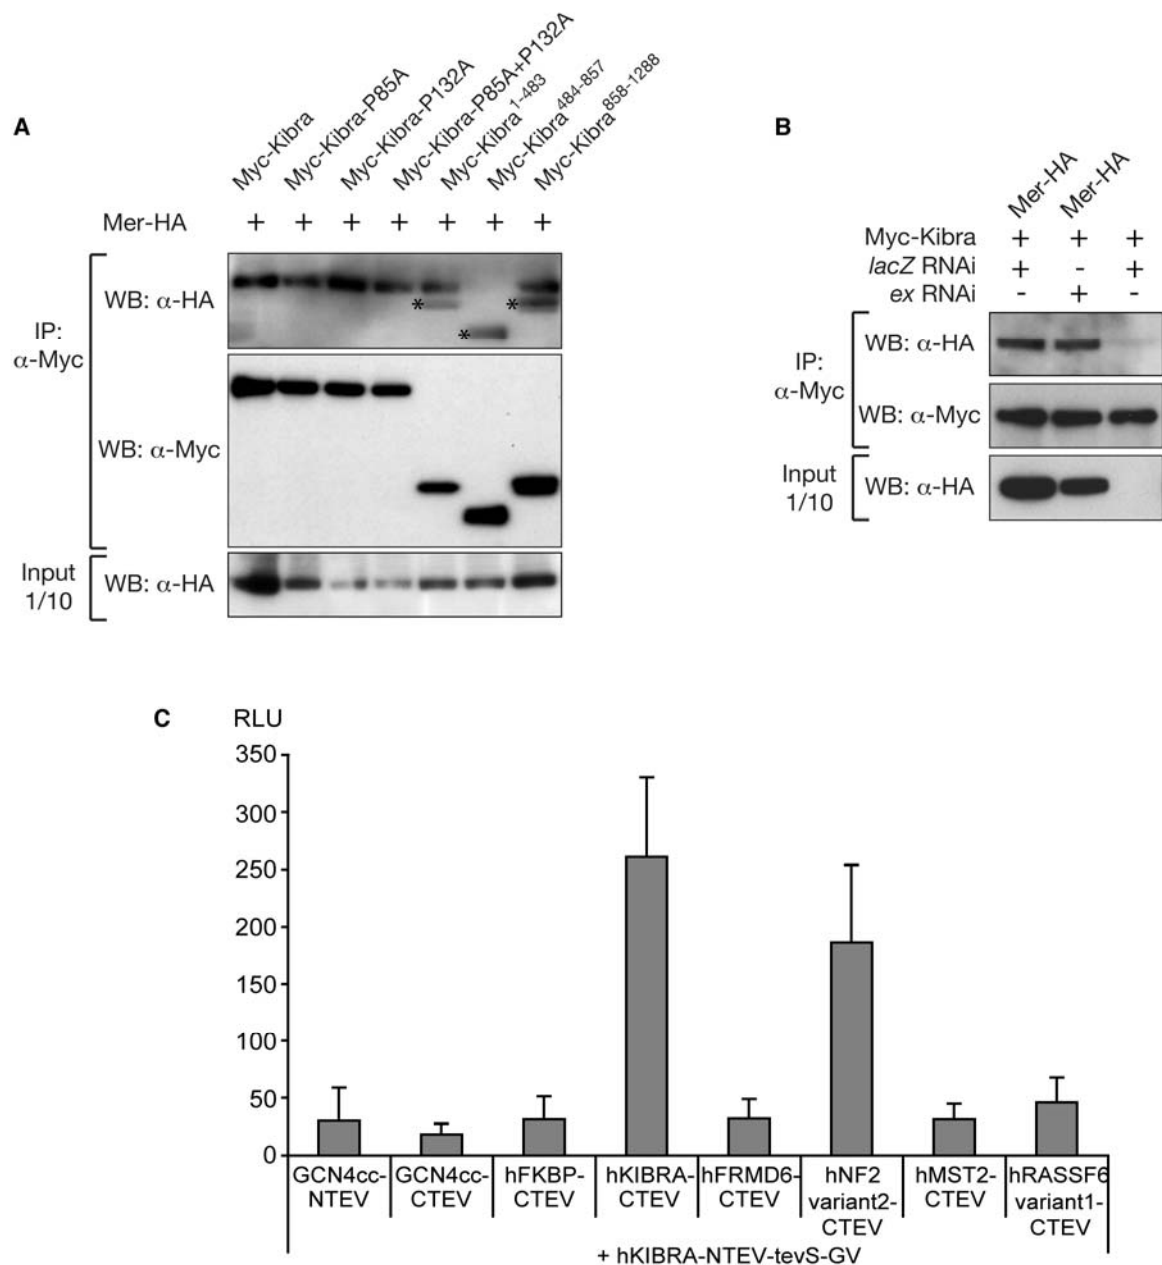 A
Myc-Kibra
Myc-Kibra-P85A
Myc-Kibra-P132A
Myc-Kibra-P85A+P132A
Myc-Kibra1-483
Myc-Kibra484-857
Myc-Kibra858-1288
Mer-HA + + + + + + +
IP:
α-Myc
WB: α-HA
*
*
*
WB: α-Myc
Input
1/10
WB: α-HA
B
Mer-HA
Mer-HA
Myc-Kibra + + +
lacZ RNAi + - +
ex RNAi - + -
IP:
α-Myc
WB: α-HA
WB: α-Myc
Input
1/10
WB: α-HA
C
RLU
350
300
250
200
150
100
50
0
GCN4cc-
NTEV
GCN4cc-
CTEV
hFKBP-
CTEV
hKIBRA-
CTEV
hFRMD6-
CTEV
hNF2
variant2-
CTEV
hMST2-
CTEV
hRASSF6
variant1-
CTEV
+ hKIBRA-NTEV-tevS-GV